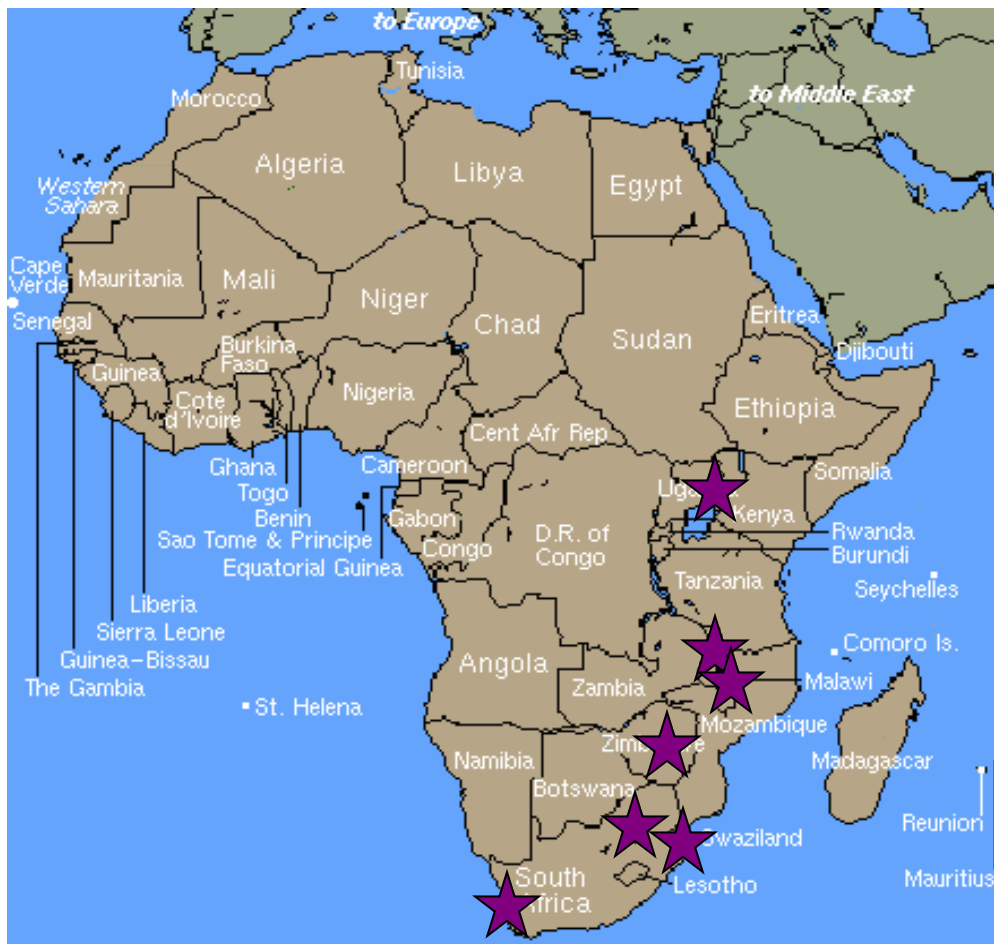 to Europe
Tunisia
to Middle East
Morocco
Algeria
Libya
Egypt
Western
Sahara
Cape
Verde
Mauritania
Mali
Niger
Chad
Sudan
Eritrea
Senegal
Burkina
Faso
Djibouti
Guinea
Nigeria
Cote
d'Ivoire
Ethiopia
Cent Afr Rep
Ghana
Cameroon
Somalia
Togo
Benin
Gabon
Kenya
Sao Tome & Principe
D.R. of
Congo
Rwanda
Congo
Burundi
Equatorial Guinea
Tanzania
Seychelles
Liberia
Sierra Leone
Guinea-Bissau
Comoro Is.
The Gambia
Angola
Zambia
Malawi
St. Helena
Mozambique
Namibia
Madagascar
Botswana
Reunion
Swaziland
Lesotho
South
Mauritius